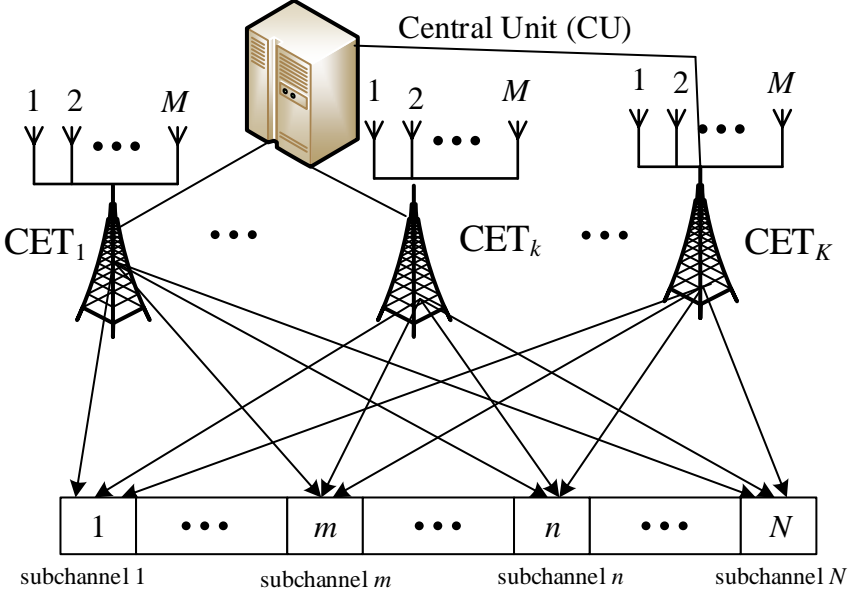 Central Unit (CU)
1 2 ••• M
1 2 ••• M
1 2 ••• M
CET1 ••• CETk ••• CETK
1 ••• m ••• n ••• N
subchannel 1 subchannel m subchannel n subchannel N